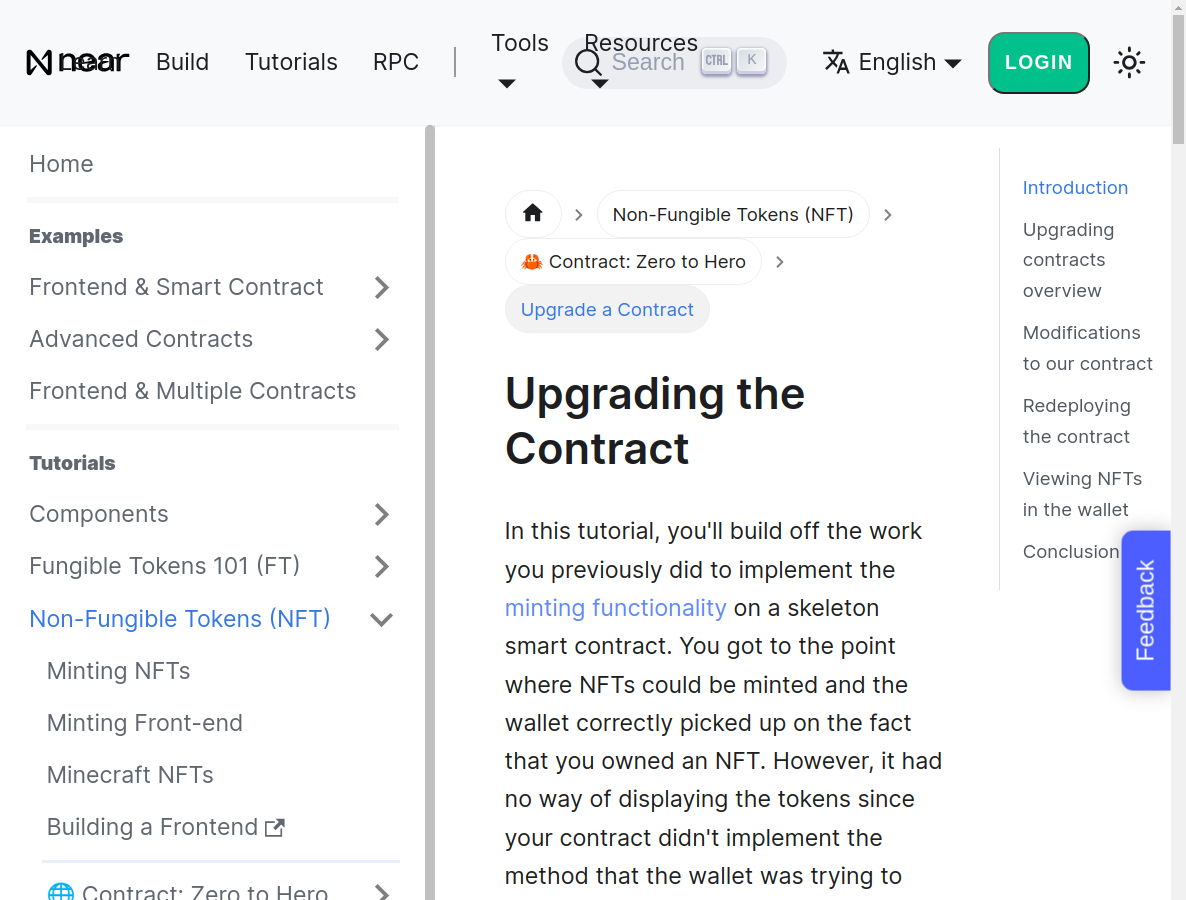 near
Learn
Build
Tutorials
RPC
Tools
Resources
Search
CTRL
K
English
LOGIN
Home
Examples
Frontend & Smart Contract
Advanced Contracts
Frontend & Multiple Contracts
Tutorials
Components
Fungible Tokens 101 (FT)
Non-Fungible Tokens (NFT)
Minting NFTs
Minting Front-end
Minecraft NFTs
Building a Frontend
🌐 Contract: Zero to Hero
Non-Fungible Tokens (NFT)
🦀 Contract: Zero to Hero
Upgrade a Contract
Upgrading the
Contract
In this tutorial, you'll build off the work
you previously did to implement the
minting functionality on a skeleton
smart contract. You got to the point
where NFTs could be minted and the
wallet correctly picked up on the fact
that you owned an NFT. However, it had
no way of displaying the tokens since
your contract didn't implement the
method that the wallet was trying to
Introduction
Upgrading
contracts
overview
Modifications
to our contract
Redeploying
the contract
Viewing NFTs
in the wallet
Conclusion
Feedback